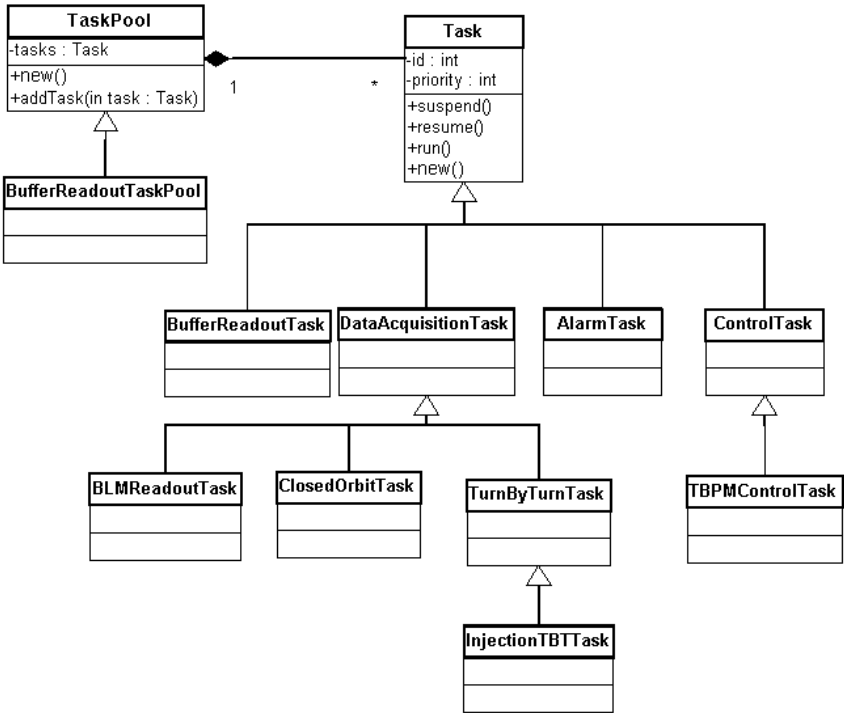 TaskPool
-tasks : Task
+new()
+addTask(in task : Task)
1
*
Task
-id : int
-priority : int
+suspend()
+resume()
+run()
+new()
BufferReadoutTaskPool
BufferReadoutTask
DataAcquisitionTask
AlarmTask
ControlTask
BLMReadoutTask
ClosedOrbitTask
TurnByTurnTask
TBPMControlTask
InjectionTBTTask